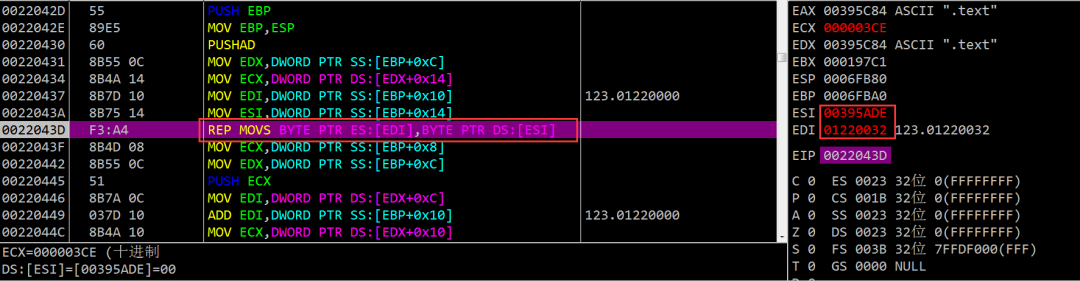 0022042D 55 PUSH EBP
0022042E 89E5 MOV EBP,ESP
00220430 60 PUSHAD
00220431 8B55 0C MOV EDX,DWORD PTR SS:[EBP+0xC]
00220434 8B4A 14 MOV ECX,DWORD PTR DS:[EDX+0x14]
00220437 8B7D 10 MOV EDI,DWORD PTR SS:[EBP+0x10] 123.01220000
0022043A 8B75 14 MOV ESI,DWORD PTR SS:[EBP+0x14]
0022043D F3:A4 REP MOVS BYTE PTR ES:[EDI],BYTE PTR DS:[ESI]
0022043F 8B4D 08 MOV ECX,DWORD PTR SS:[EBP+0x8]
00220442 8B55 0C MOV EDX,DWORD PTR SS:[EBP+0xC]
00220445 51 PUSH ECX
00220446 8B7A 0C MOV EDI,DWORD PTR DS:[EDX+0xC]
00220449 037D 10 ADD EDI,DWORD PTR SS:[EBP+0x10] 123.01220000
0022044C 8B4A 10 MOV ECX,DWORD PTR DS:[EDX+0x10]
ECX=000003CE (十进制
DS:[ESI]=[00395ADE]=00
EAX 00395C84 ASCII ".text"
ECX 000003CE
EDX 00395C84 ASCII ".text"
EBX 000197C1
ESP 0006FB80
EBP 0006FBA0
ESI 00395ADE
EDI 01220032 123.01220032
EIP 0022043D
C 0 ES 0023 32位 0(FFFFFFFF)
P 0 CS 001B 32位 0(FFFFFFFF)
A 0 SS 0023 32位 0(FFFFFFFF)
Z 0 DS 0023 32位 0(FFFFFFFF)
S 0 FS 003B 32位 7FFDF000(FFF)
T 0 GS 0000 NULL